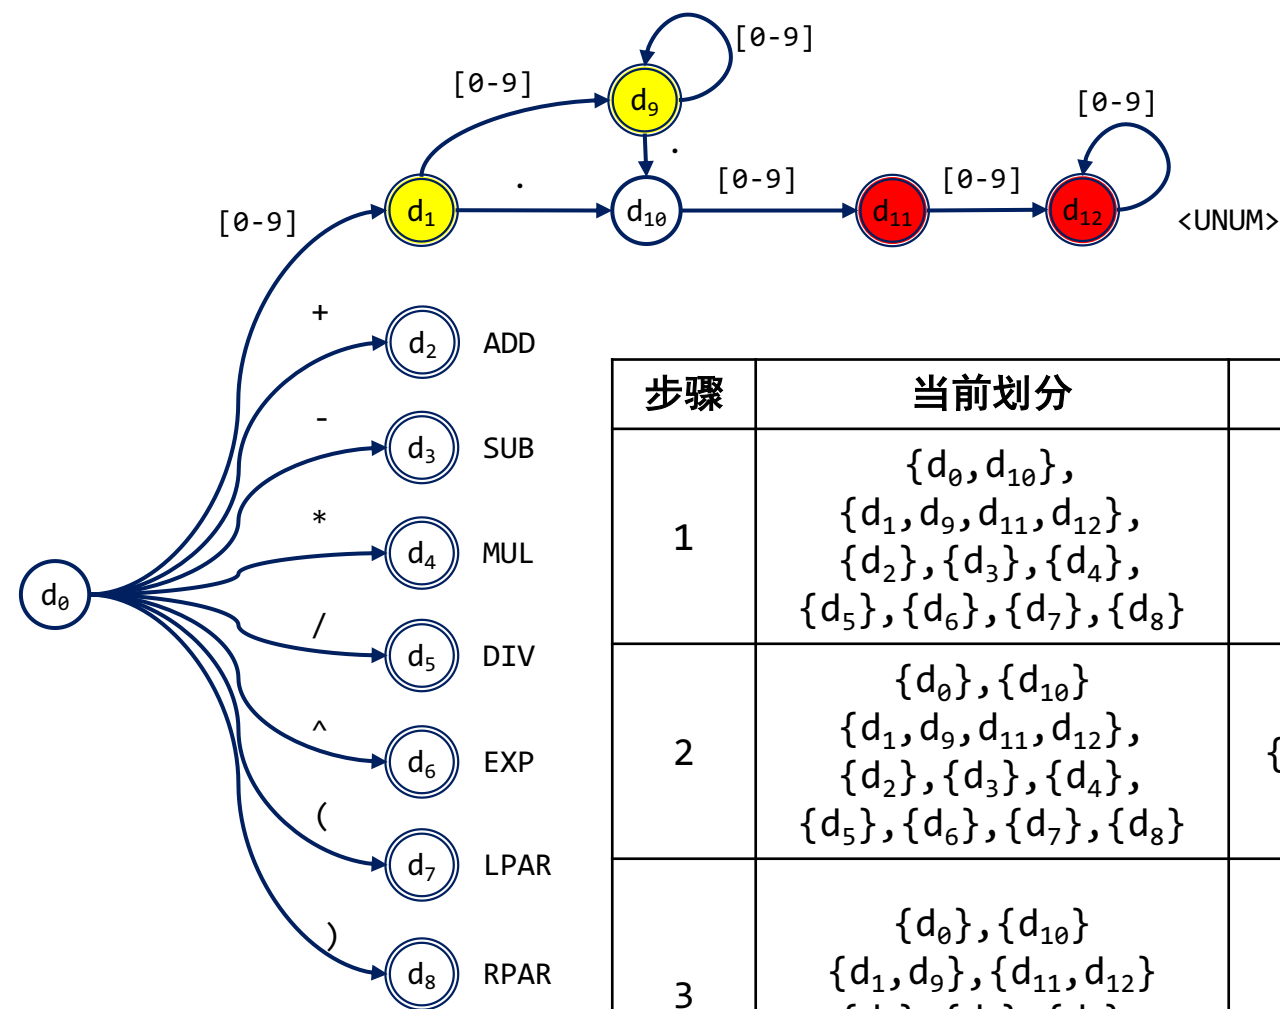 [0-9]
d₉
[0-9]
.
[0-9]
d₁
.
d₁₀
[0-9]
d₁₁
[0-9]
d₁₂
[0-9]
<UNUM>
d₀
+
d₂ ADD
-
d₃ SUB
*
d₄ MUL
/
d₅ DIV
^
d₆ EXP
(
d₇ LPAR
)
d₈ RPAR
步骤 当前划分
1
{d₀,d₁₀},
{d₁,d₉,d₁₁,d₁₂},
{d₂},{d₃},{d₄},
{d₅},{d₆},{d₇},{d₈}
2
{d₀},{d₁₀}
{d₁,d₉,d₁₁,d₁₂},
{d₂},{d₃},{d₄},
{d₅},{d₆},{d₇},{d₈}
{
3
{d₀},{d₁₀}
{d₁,d₉},{d₁₁,d₁₂}